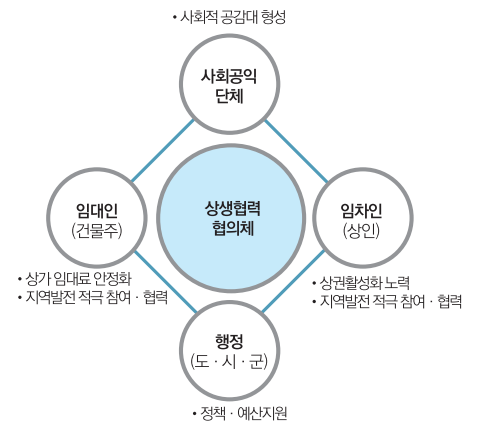 • 사회적 공감대 형성
사회공익
단체
임대인
(건물주)
• 상가 임대료 안정화
• 지역발전 적극 참여 · 협력
상생협력
협의체
임차인
(상인)
• 상권활성화 노력
• 지역발전 적극 참여 · 협력
행정
(도 · 시 · 군)
• 정책 · 예산지원